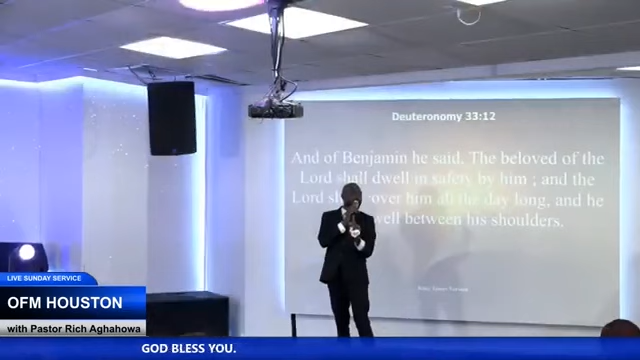 Deuteronomy 33:12
And of Benjamin he said, The beloved of the
Lord shall dwell in safety by him ; and the
Lord over him all the day long, and he
well between his shoulders.
LIVE SUNDAY SERVICE
OFM HOUSTON
with Pastor Rich Aghahowa
GOD BLESS YOU.